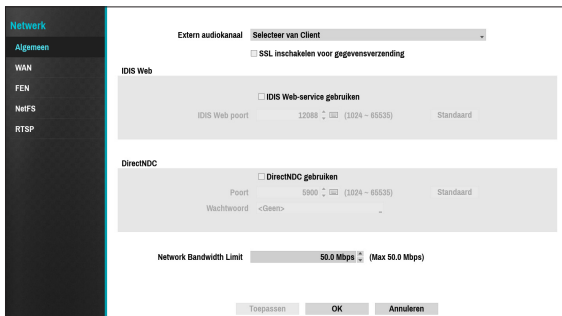 Netwerk
Algemeen
WAN
FEN
NetFS
RTSP
Extern audiokanaal Selecteer van Client
SSL inschakelen voor gegevensverzending
IDIS Web
IDIS Web-service gebruiken
IDIS Web poort 12088 (1024 ~ 65535) Standaard
DirectNDC
DirectNDC gebruiken
Poort 5900 (1024 ~ 65535) Standaard
Wachtwoord <Geen>
Network Bandwidth Limit 50.0 Mbps (Max 50.0 Mbps)
Toepassen OK Annuleren